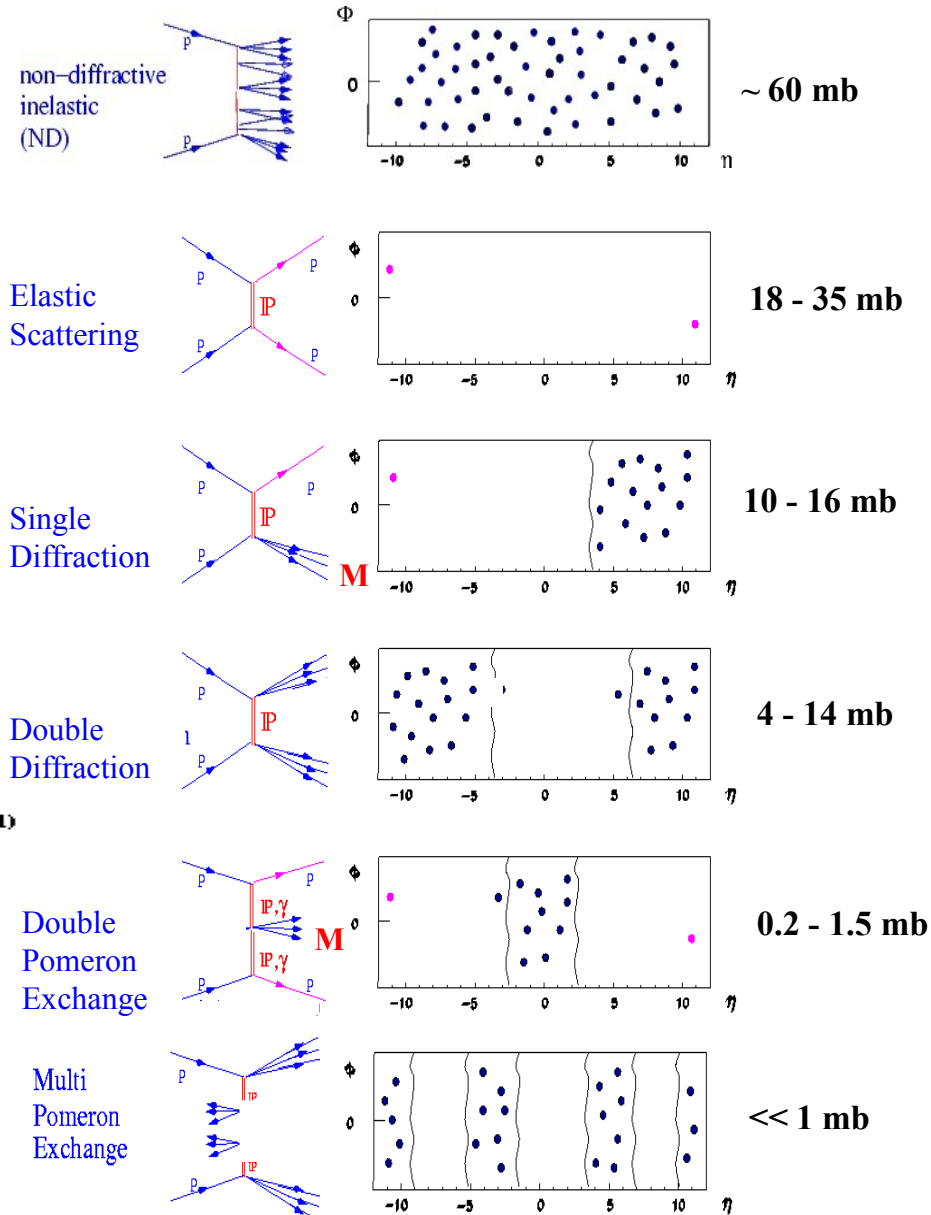 Φ
p
non-diffractive
inelastic
(ND)
0
~ 60 mb
p
-10 -5 0 5 10 η
p p Φ
Elastic
Scattering
ℙ
0
18 - 35 mb
p p
-10 -5 0 5 10 η
p p Φ
Single
Diffraction
ℙ
0
10 - 16 mb
p
M
-10 -5 0 5 10 η
p Φ
Double
Diffraction
ℙ
0
4 - 14 mb
p
-10 -5 0 5 10 η
1)
p p Φ
Double
Pomeron
Exchange
ℙ,γ
M
ℙ,γ
0
0.2 - 1.5 mb
p p
-10 -5 0 5 10 η
p Φ
Multi
Pomeron
Exchange
ℙ
ℙ
0
<< 1 mb
p
-10 -5 0 5 10 η